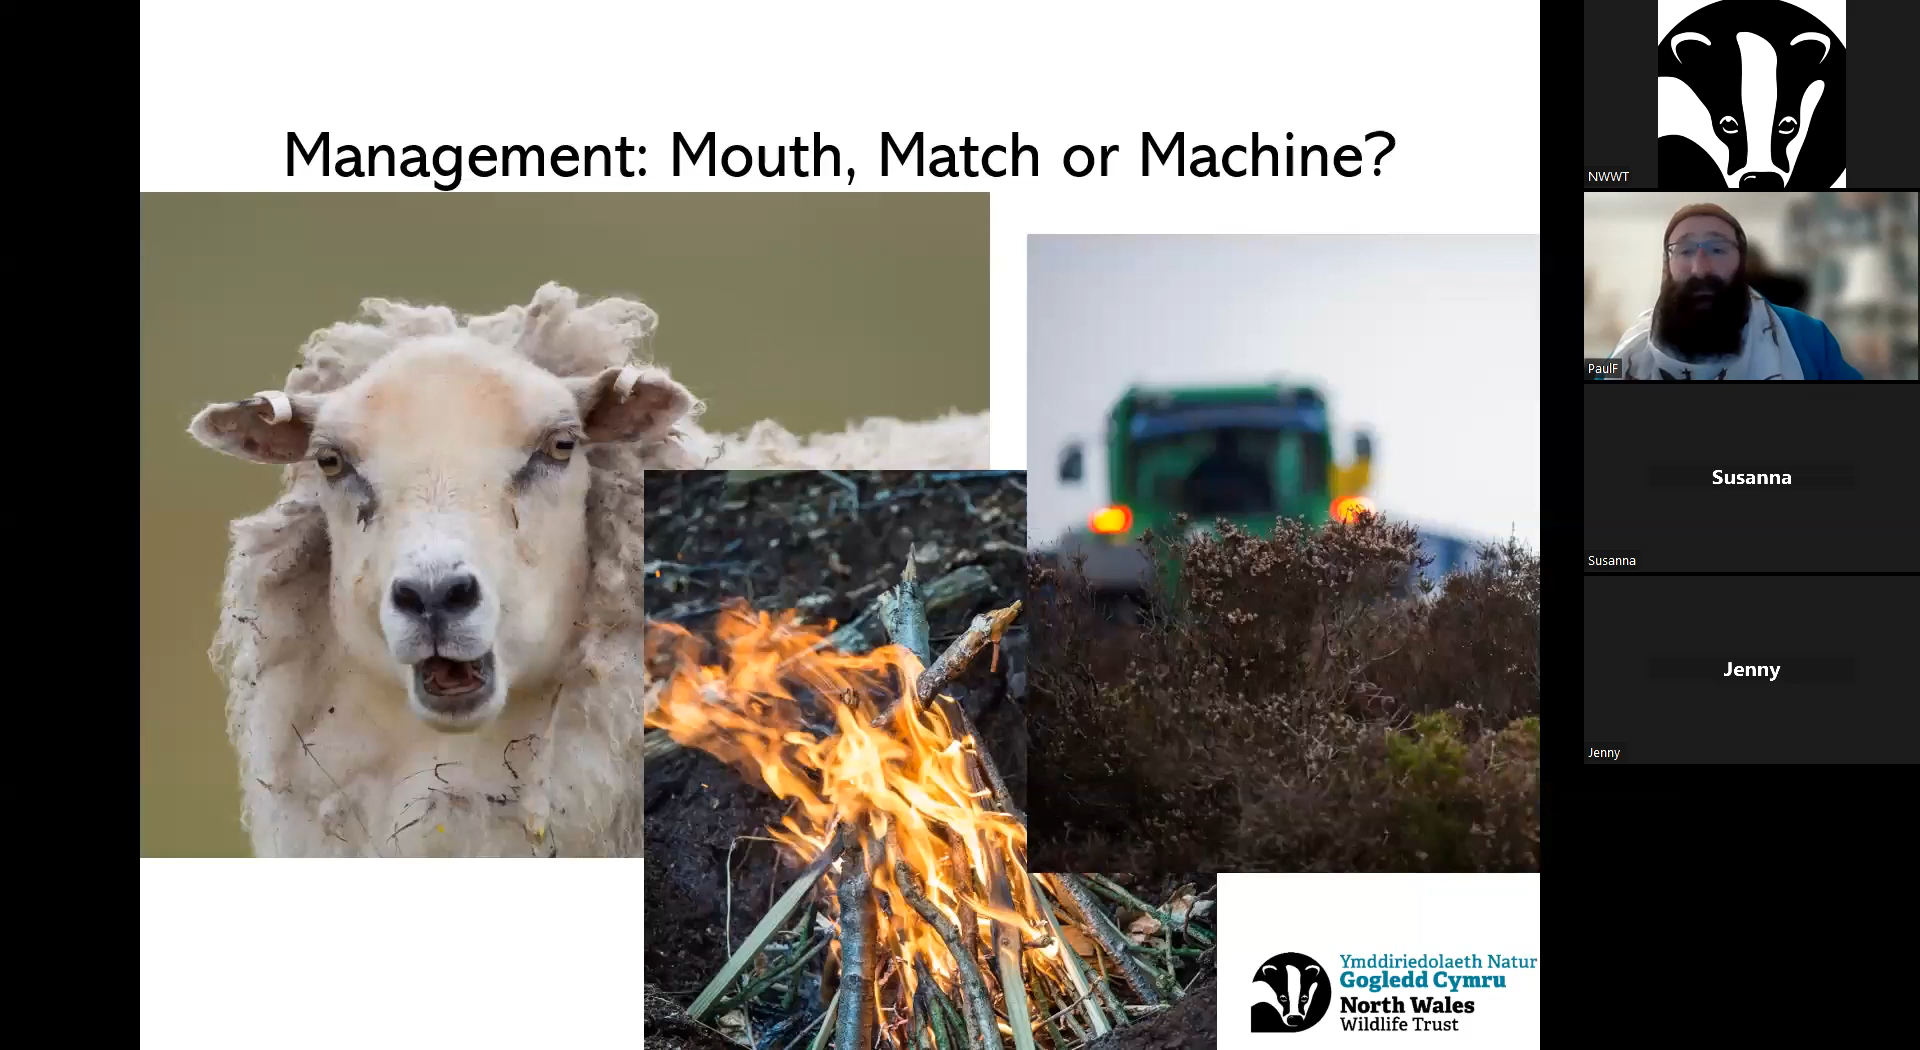 Management: Mouth, Match or Machine?
Ymddiriedolaeth Natur
Gogledd Cymru
North Wales
Wildlife Trust
NWWT
PaulF
Susanna
Susanna
Jenny
Jenny